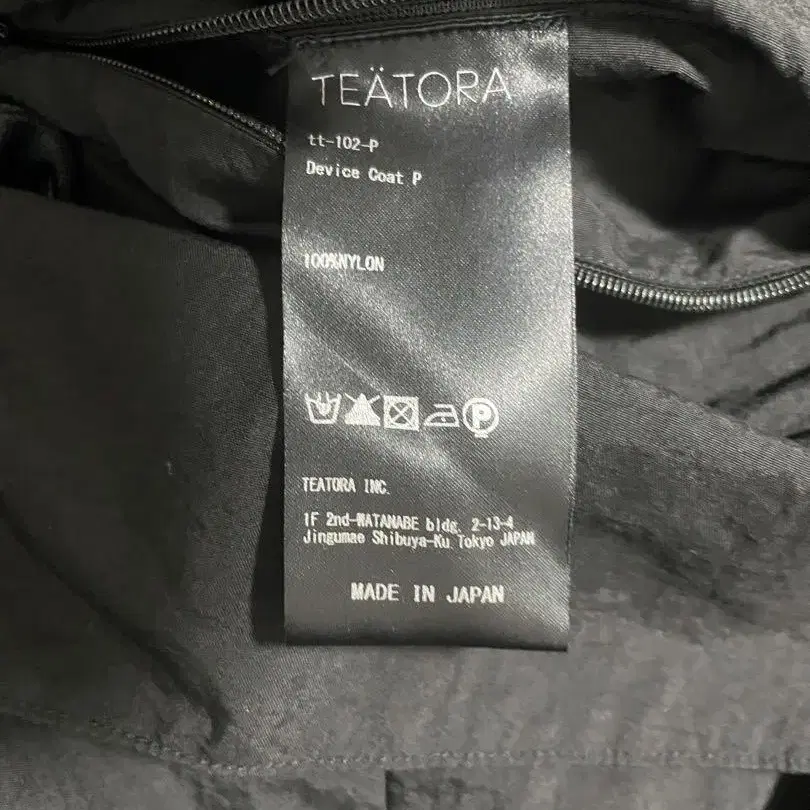 TEÄTORA
tt-102-P
Device Coat P
100%NYLON
P
TEATORA INC.
1F 2nd-WATANABE bldg. 2-13-4
Jingumae Shibuya-Ku Tokyo JAPAN
MADE IN JAPAN